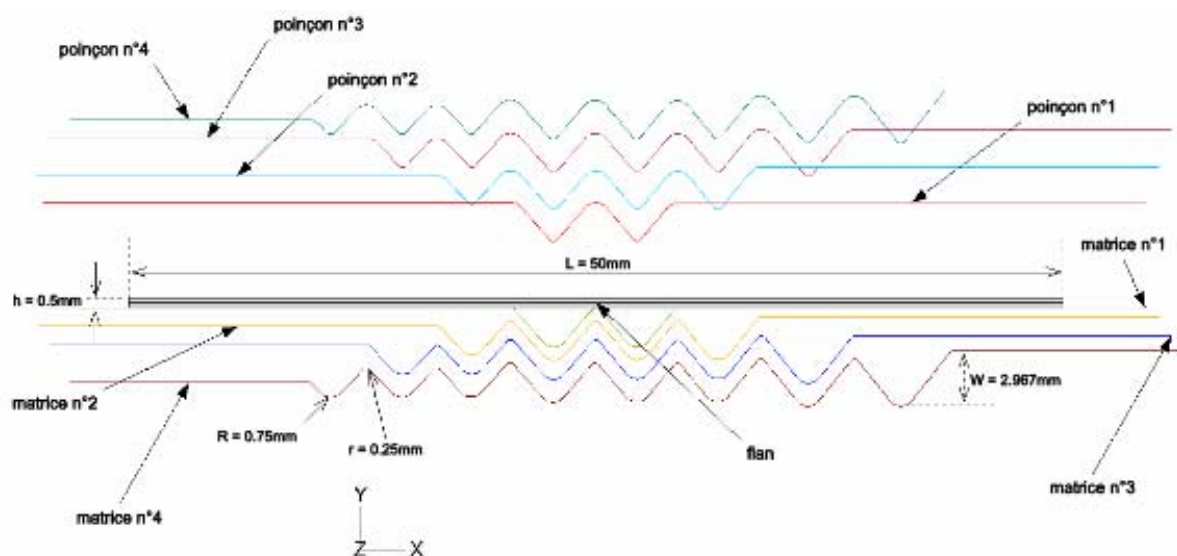 poinçon n°3
poinçon n°4
poinçon n°2
poinçon n°1
matrice n°1
L = 50mm
h = 0.5mm
W = 2.967mm
matrice n°2
R = 0.75mm
r = 0.25mm
flan
matrice n°3
matrice n°4
Y
Z
X